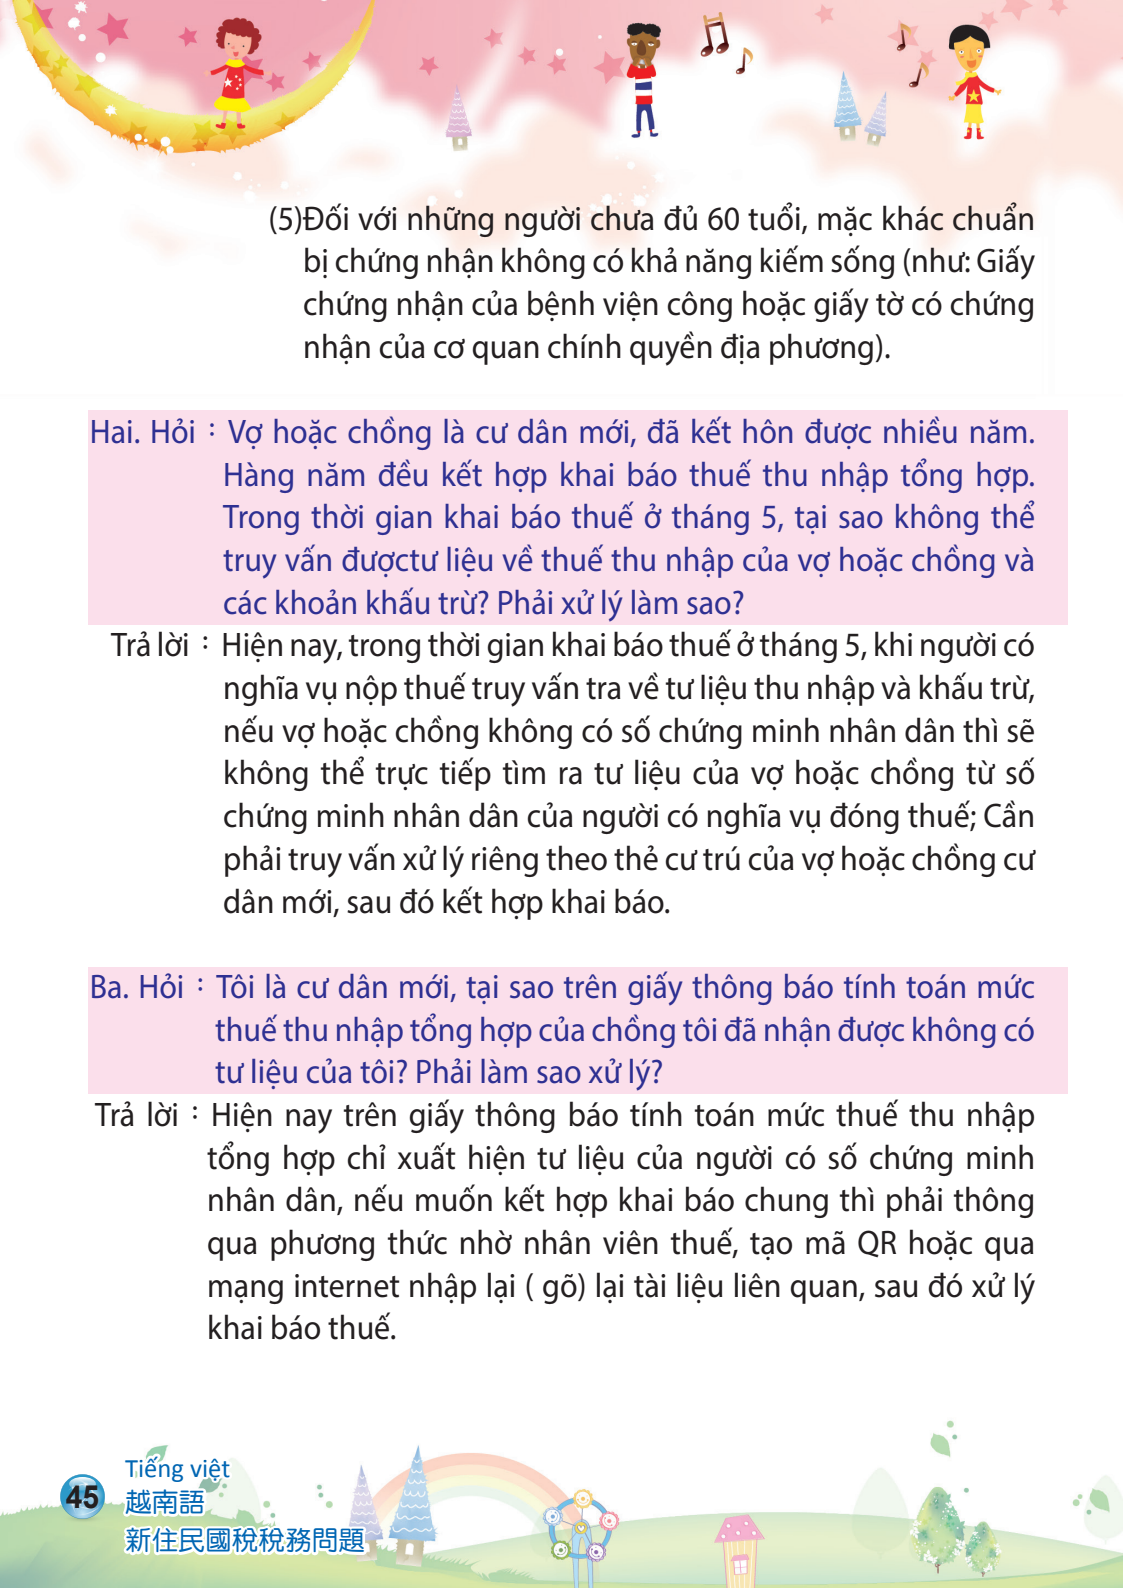 (5)Đối với những người chưa đủ 60 tuổi, mặc khác chuẩn
bị chứng nhận không có khả năng kiếm sống (như: Giấy
chứng nhận của bệnh viện công hoặc giấy tờ có chứng
nhận của cơ quan chính quyền địa phương).
Hai. Hỏi：Vợ hoặc chồng là cư dân mới, đã kết hôn được nhiều năm.
Hàng năm đều kết hợp khai báo thuế thu nhập tổng hợp.
Trong thời gian khai báo thuế ở tháng 5, tại sao không thể
truy vấn đượctư liệu về thuế thu nhập của vợ hoặc chồng và
các khoản khấu trừ? Phải xử lý làm sao?
Trả lời：Hiện nay, trong thời gian khai báo thuế ở tháng 5, khi người có
nghĩa vụ nộp thuế truy vấn tra về tư liệu thu nhập và khấu trừ,
nếu vợ hoặc chồng không có số chứng minh nhân dân thì sẽ
không thể trực tiếp tìm ra tư liệu của vợ hoặc chồng từ số
chứng minh nhân dân của người có nghĩa vụ đóng thuế; Cần
phải truy vấn xử lý riêng theo thẻ cư trú của vợ hoặc chồng cư
dân mới, sau đó kết hợp khai báo.
Ba. Hỏi：Tôi là cư dân mới, tại sao trên giấy thông báo tính toán mức
thuế thu nhập tổng hợp của chồng tôi đã nhận được không có
tư liệu của tôi? Phải làm sao xử lý?
Trả lời：Hiện nay trên giấy thông báo tính toán mức thuế thu nhập
tổng hợp chỉ xuất hiện tư liệu của người có số chứng minh
nhân dân, nếu muốn kết hợp khai báo chung thì phải thông
qua phương thức nhờ nhân viên thuế, tạo mã QR hoặc qua
mạng internet nhập lại ( gõ) lại tài liệu liên quan, sau đó xử lý
khai báo thuế.
Tiếng việt
45
越南語
新住民國稅稅務問題